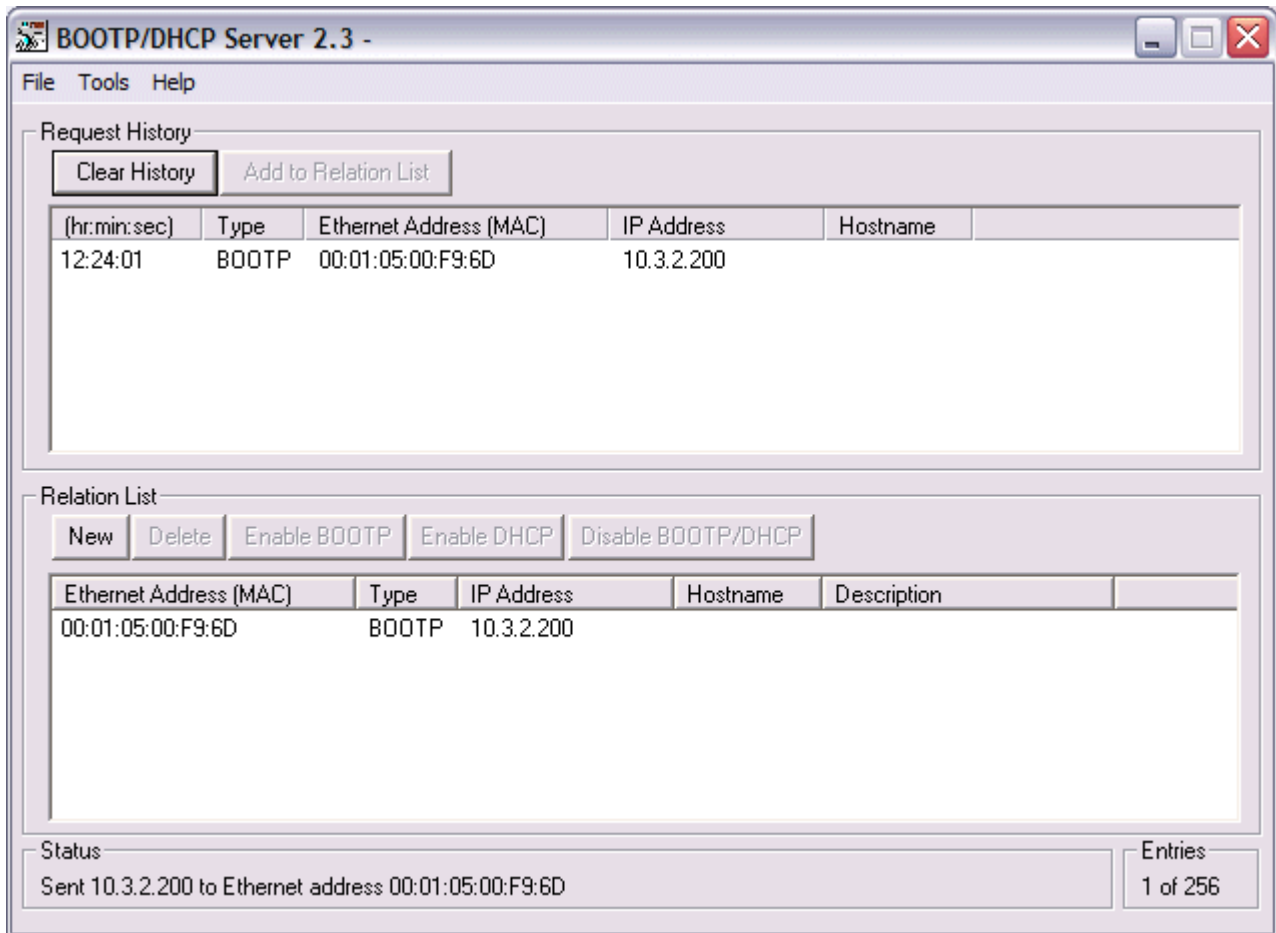 BOOTP/DHCP Server 2.3 -
File Tools Help
Request History
Clear History Add to Relation List
(hr:min:sec) Type Ethernet Address (MAC) IP Address Hostname
12:24:01 BOOTP 00:01:05:00:F9:6D 10.3.2.200
Relation List
New Delete Enable BOOTP Enable DHCP Disable BOOTP/DHCP
Ethernet Address (MAC) Type IP Address Hostname Description
00:01:05:00:F9:6D BOOTP 10.3.2.200
Status Entries
Sent 10.3.2.200 to Ethernet address 00:01:05:00:F9:6D 1 of 256